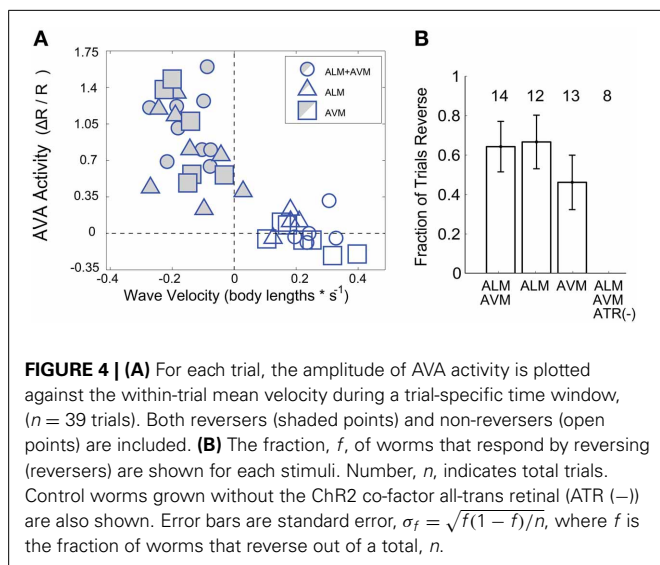 A
B
1.75
1.4
1.05
0.7
0.35
0
-0.35
AVA Activity (ΔR / R)
-0.4
-0.2
0
0.2
0.4
Wave Velocity (body lengths * s⁻¹)
ALM+AVM
ALM
AVM
1
0.8
0.6
0.4
0.2
0
Fraction of Trials Reverse
14
12
13
8
ALM
AVM
ALM
AVM
ALM
AVM
ATR(-)
FIGURE 4 | (A) For each trial, the amplitude of AVA activity is plotted
against the within-trial mean velocity during a trial-specific time window,
(n = 39 trials). Both reversers (shaded points) and non-reversers (open
points) are included. (B) The fraction, f, of worms that respond by reversing
(reversers) are shown for each stimuli. Number, n, indicates total trials.
Control worms grown without the ChR2 co-factor all-trans retinal (ATR (−))
are also shown. Error bars are standard error, σf = √f(1 − f)/n, where f is
the fraction of worms that reverse out of a total, n.